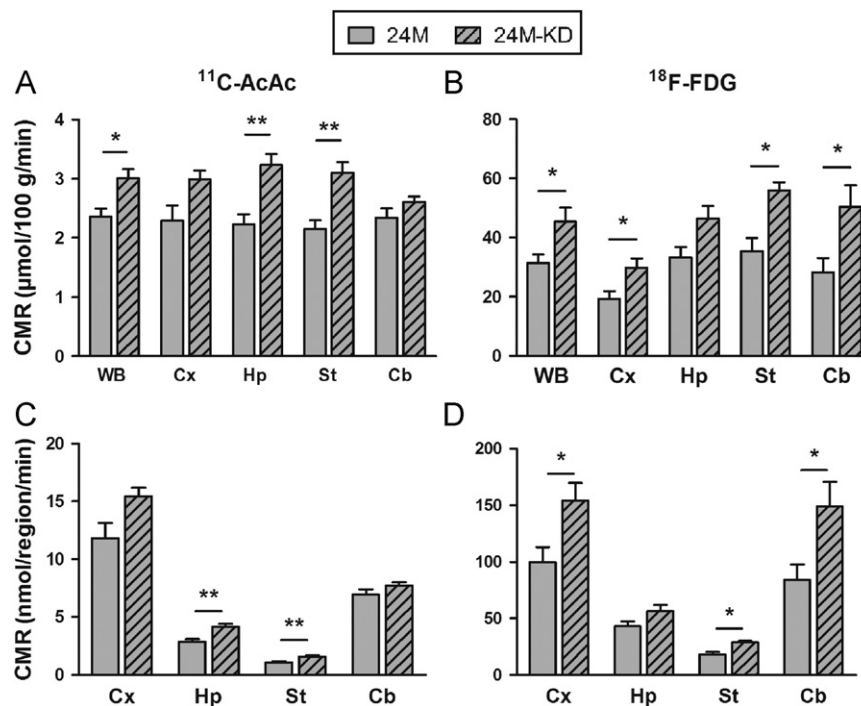 24M 24M-KD
A ¹¹C-AcAc B ¹⁸F-FDG
CMR (µmol/100 g/min)
4
3
2
1
0
* ** **
WB Cx Hp St Cb
80
60
40
20
0
* * * *
WB Cx Hp St Cb
C D
CMR (nmol/region/min)
20
15
10
5
0
** **
Cx Hp St Cb
200
150
100
50
0
* * *
Cx Hp St Cb